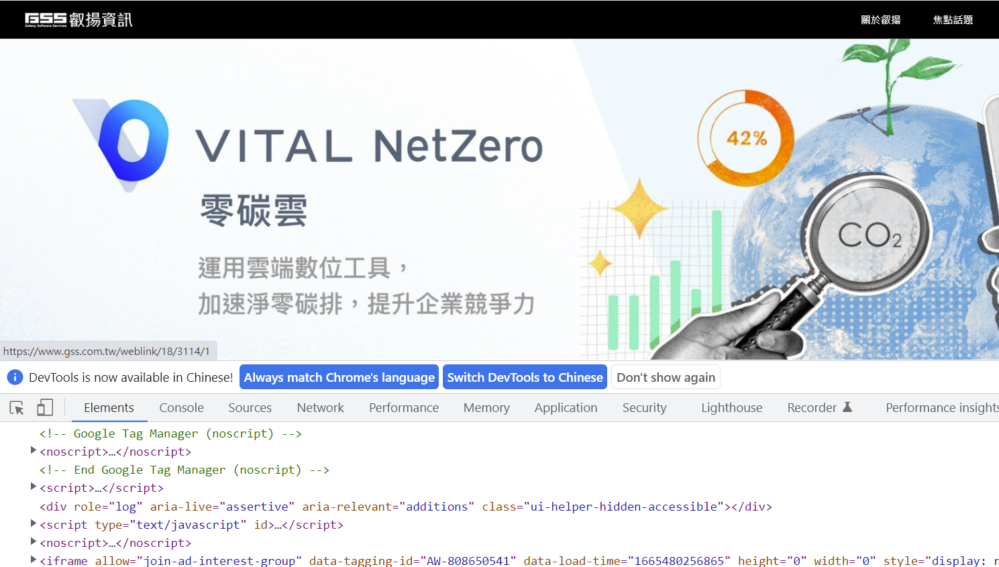 GSS 叡揚資訊
Galaxy Software Services
關於叡揚 焦點話題
VITAL NetZero
零碳雲
運用雲端數位工具，
加速淨零碳排，提升企業競爭力
42%
CO2
https://www.gss.com.tw/weblink/18/3114/1
DevTools is now available in Chinese! Always match Chrome's language Switch DevTools to Chinese Don't show again
Elements Console Sources Network Performance Memory Application Security Lighthouse Recorder Performance insights
<!-- Google Tag Manager (noscript) -->
<noscript>…</noscript>
<!-- End Google Tag Manager (noscript) -->
<script>…</script>
<div role="log" aria-live="assertive" aria-relevant="additions" class="ui-helper-hidden-accessible"></div>
<script type="text/javascript" id>…</script>
<noscript>…</noscript>
<iframe allow="join-ad-interest-group" data-tagging-id="AW-808650541" data-load-time="1665480256865" height="0" width="0" style="display: n